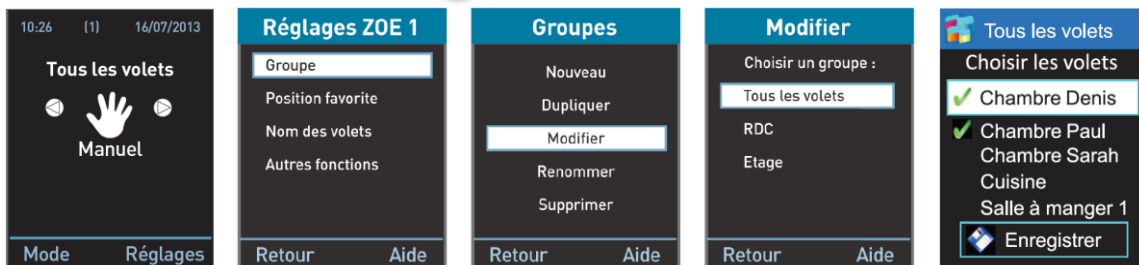 10:26 (1) 16/07/2013
Tous les volets
Manuel
Mode Réglages
Réglages ZOE 1
Groupe
Position favorite
Nom des volets
Autres fonctions
Retour Aide
Groupes
Nouveau
Dupliquer
Modifier
Renommer
Supprimer
Retour Aide
Modifier
Choisir un groupe :
Tous les volets
RDC
Etage
Retour Aide
Tous les volets
Choisir les volets
Chambre Denis
Chambre Paul
Chambre Sarah
Cuisine
Salle à manger 1
Enregistrer